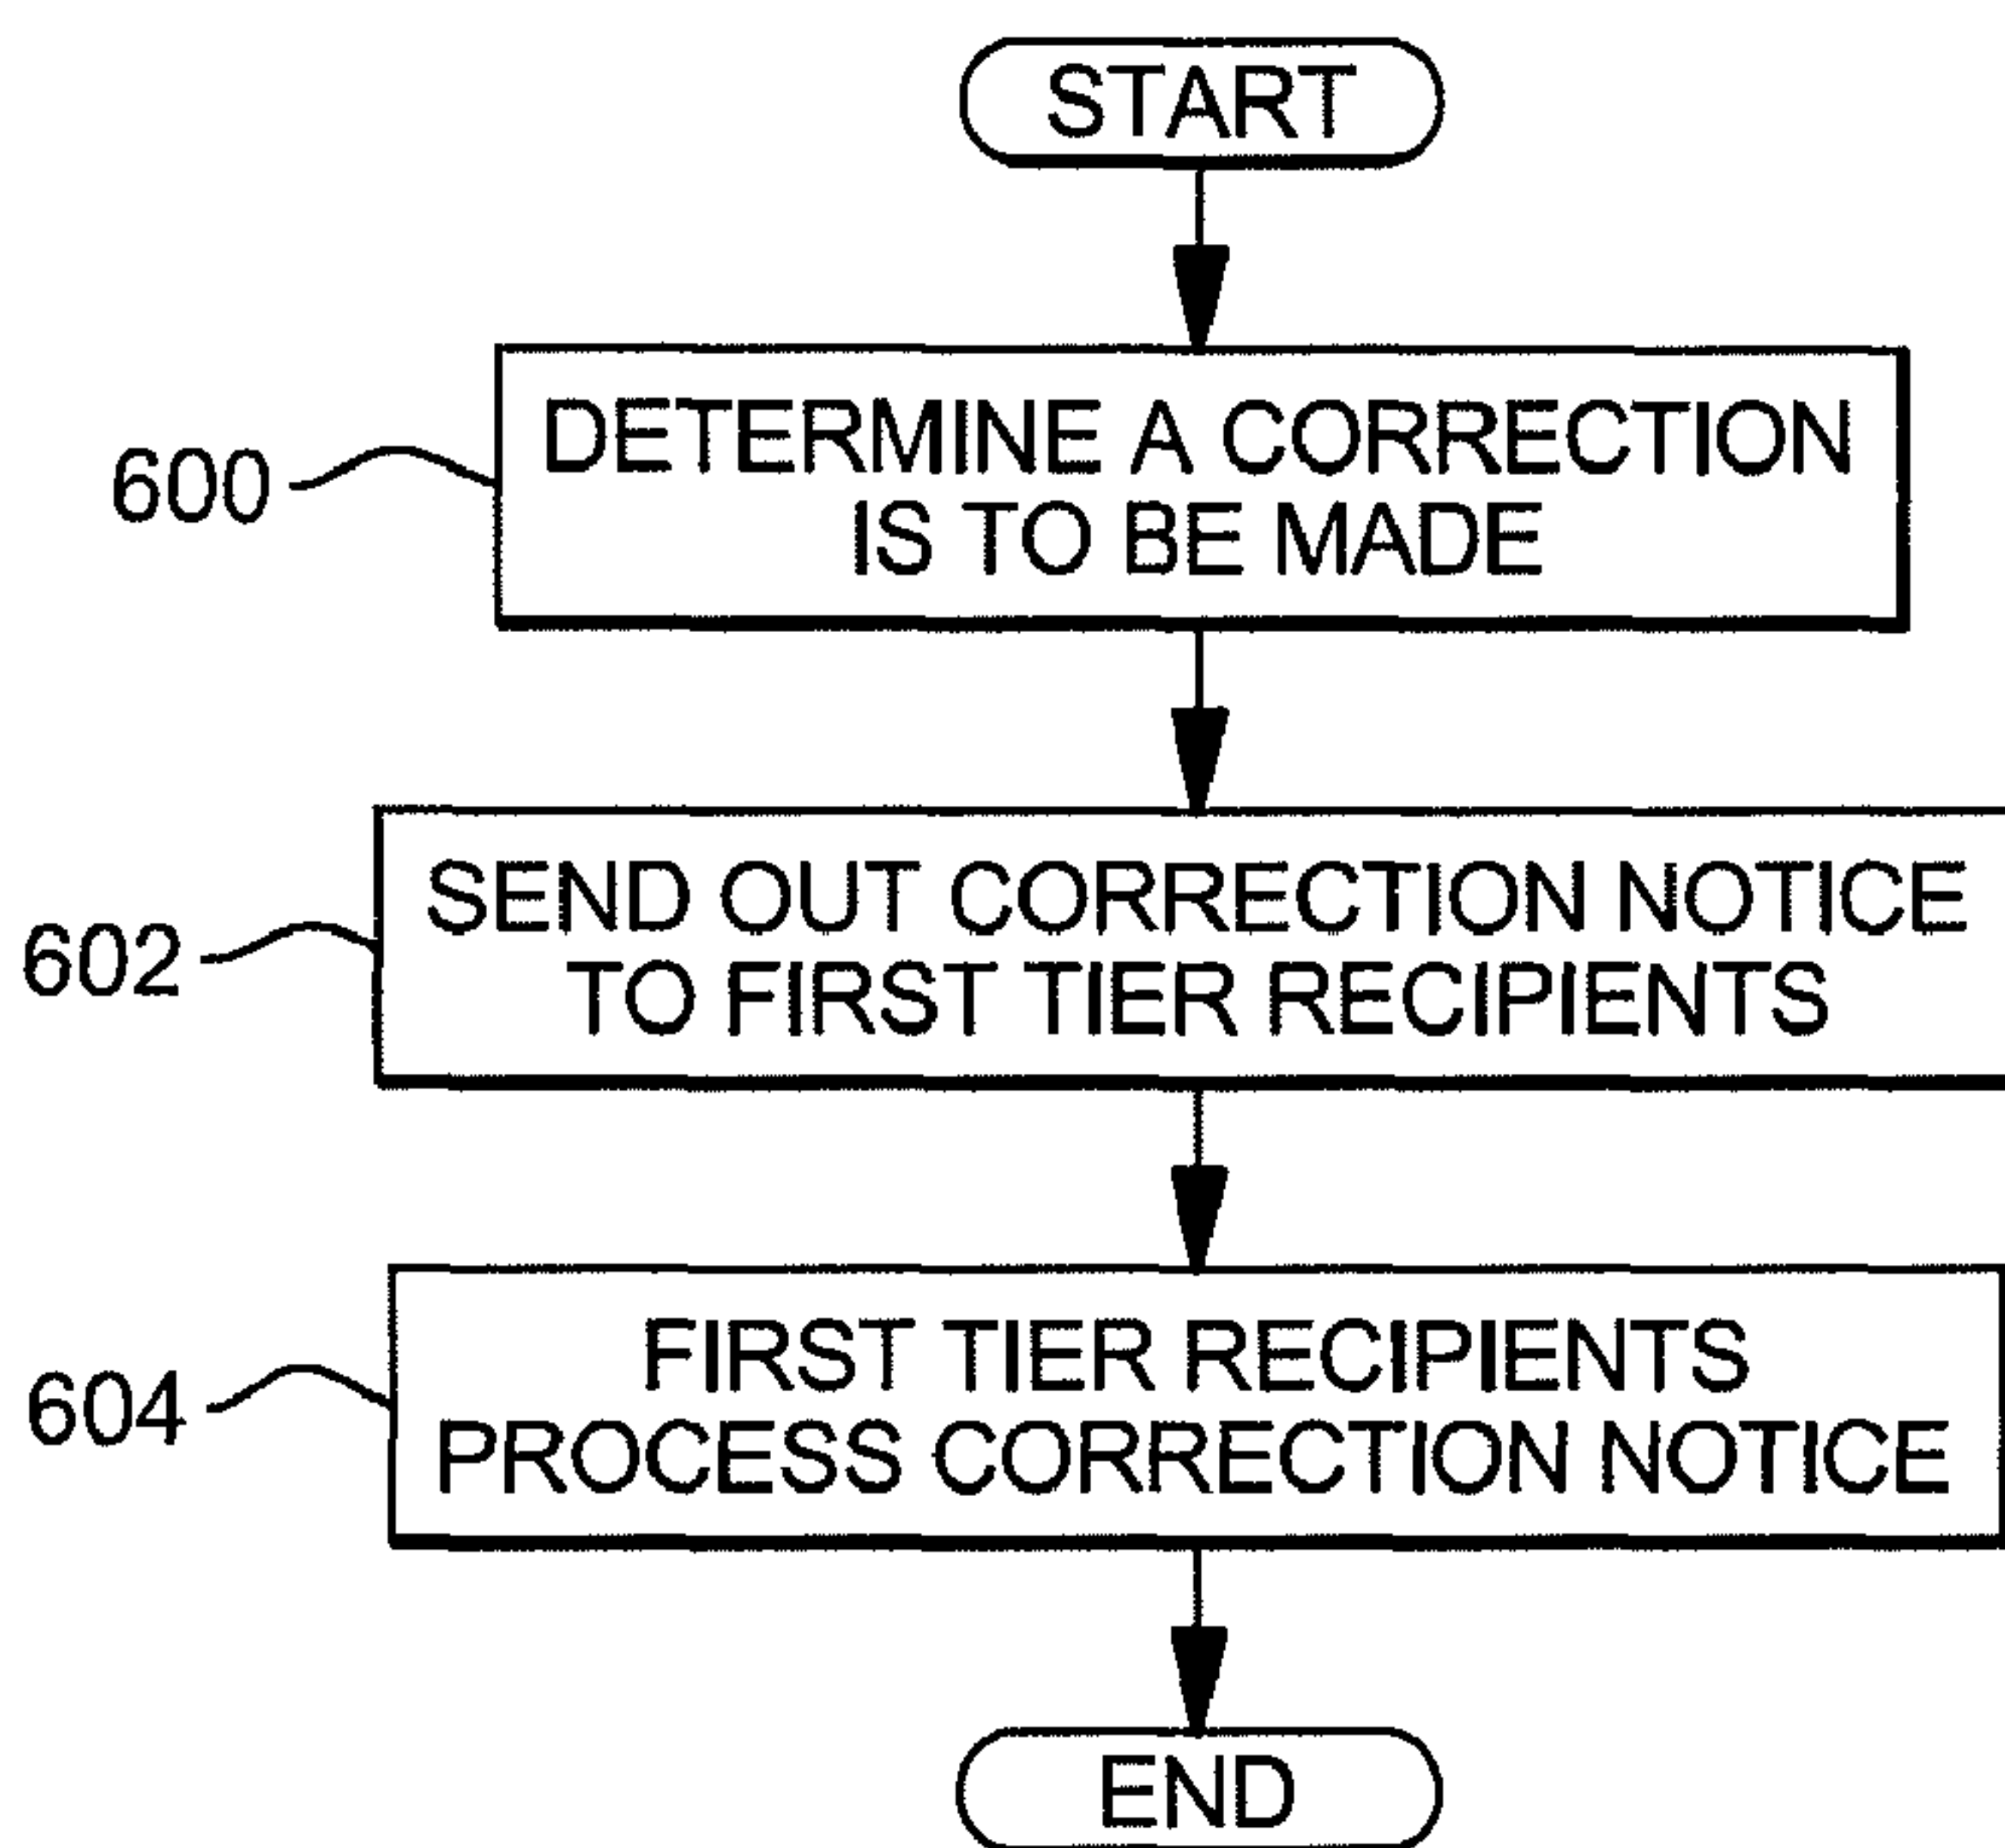 START
600
DETERMINE A CORRECTION
IS TO BE MADE
602
SEND OUT CORRECTION NOTICE
TO FIRST TIER RECIPIENTS
604
FIRST TIER RECIPIENTS
PROCESS CORRECTION NOTICE
END